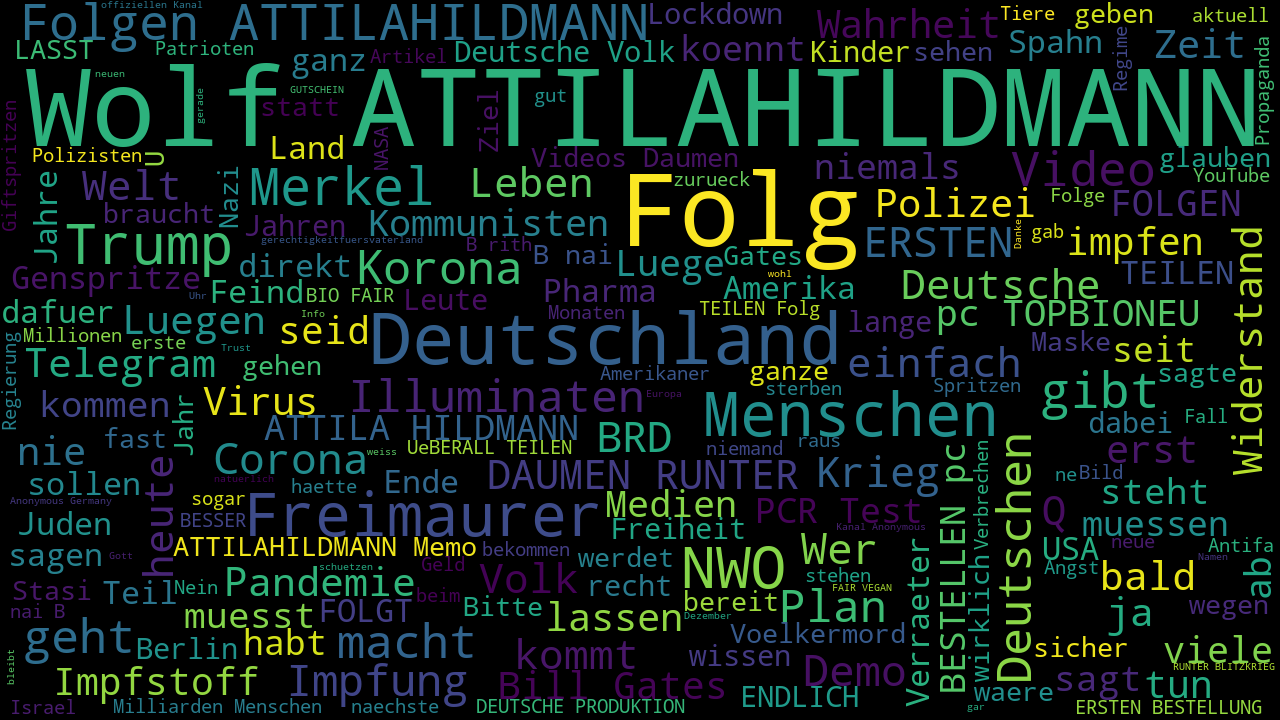 offiziellen Kanal
Folgen ATTILAHILDMANN Lockdown Wahrheit Tiere geben aktuell
LASST Patrioten ganz Artikel Deutsche Volk koennt Kinder sehen Spahn Zeit
neuen Regime
Wolf ATTILAHILDMANN
gerade GUTSCHEIN statt Ziel gut Propaganda
Giftspritzen Polizisten U Land NASA Videos Daumen niemals Video glauben
Jahre Welt Nazi Merkel Leben Folg zurueck Polizei Folge YouTube FOLGEN
braucht Jahren Kommunisten Danke gab
Trump gerechtigkeitfuersvaterland B rith B nai Luege Gates ERSTEN impfen Widerstand
Genspritze direkt Korona wohl TEILEN
Uhr Feind BIO FAIR Leute Pharma Amerika Deutsche
dafuer Luegen Info seid Monaten TEILEN Folg lange pc TOPBIONEU
Millionen erste Trust Deutschland Maske seit
Regierung Telegram gehen Amerikaner ganze einfach sagte
kommen Virus Illuminaten Europa sterben Spritzen gibt
Jahr ATTILA HILDMANN Menschen dabei Fall
nie fast weiss UeBERALL TEILEN BRD niemand raus erst
Corona DAUMEN RUNTER Krieg BESTELLEN pc Verbrechen Deutschen ne Bild
sollen heute natuerlich haette Ende steht
Anonymous Germany sogar Medien
Juden BESSER Freimaurer Freiheit PCR Test Kanal Anonymous Q muessen
sagen Gott ATTILAHILDMANN Memo bekommen werdet Wer USA neue Antifa
Stasi Teil Nein schuetzen Geld NWO stehen Verraeter wirklich Angst Namen ab
Pandemie beim Volk recht FAIR VEGAN bald
nai B muesst FOLGT Bitte lassen bereit Plan ja wegen
Dezember
geht Berlin habt macht Voelkermord sicher viele
bleibt kommt wissen RUNTER BLITZKRIEG
Impfstoff Impfung Bill Gates Demo waere sagt tun
ENDLICH
Israel Milliarden Menschen naechste DEUTSCHE PRODUKTION gar ERSTEN BESTELLUNG